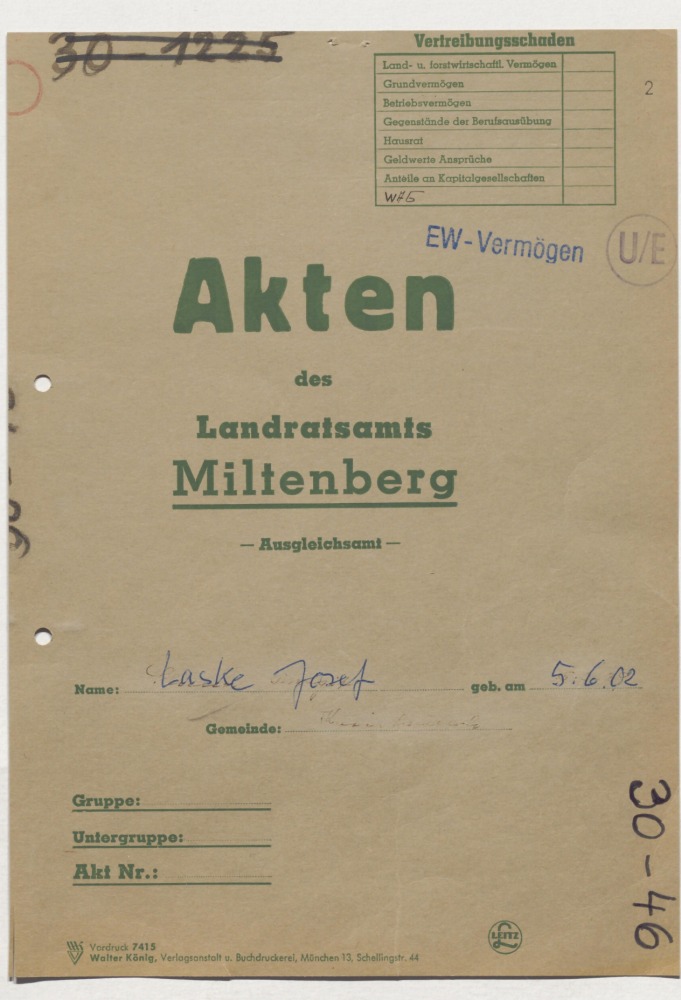 30-1225
Vertreibungsschaden
Land- u. forstwirtschaftl. Vermögen
Grundvermögen
Betriebsvermögen
Gegenstände der Berufsausübung
Hausrat
Geldwerte Ansprüche
Anteile an Kapitalgesellschaften
2
EW-Vermögen
U/E
Akten
des
Landratsamts
Miltenberg
— Ausgleichsamt —
Name: Laske Josef geb. am 5.6.02
Gemeinde:
Gruppe:
Untergruppe:
Akt Nr.:
30-46
LEITZ
Vordruck 7415
Walter König, Verlagsanstalt u. Buchdruckerei, München 13, Schellingstr. 44